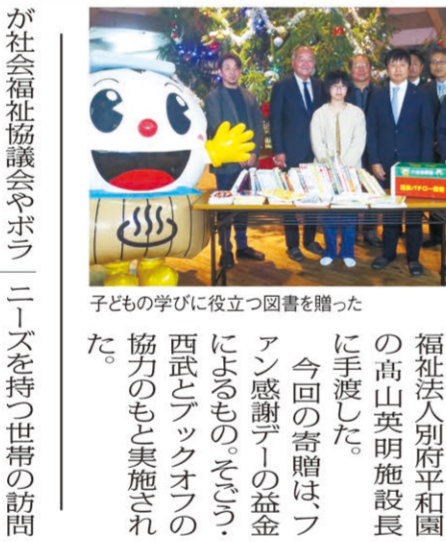 子どもの学びに役立つ図書を贈った
福祉法人別府平和園
の髙山英明施設長
に手渡した。
今回の寄贈は、フ
ァン感謝デーの益金
によるもの。そごう・
西武とブックオフの
協力のもと実施され
た。
が社会福祉協議会やボラ
ニーズを持つ世帯の訪問